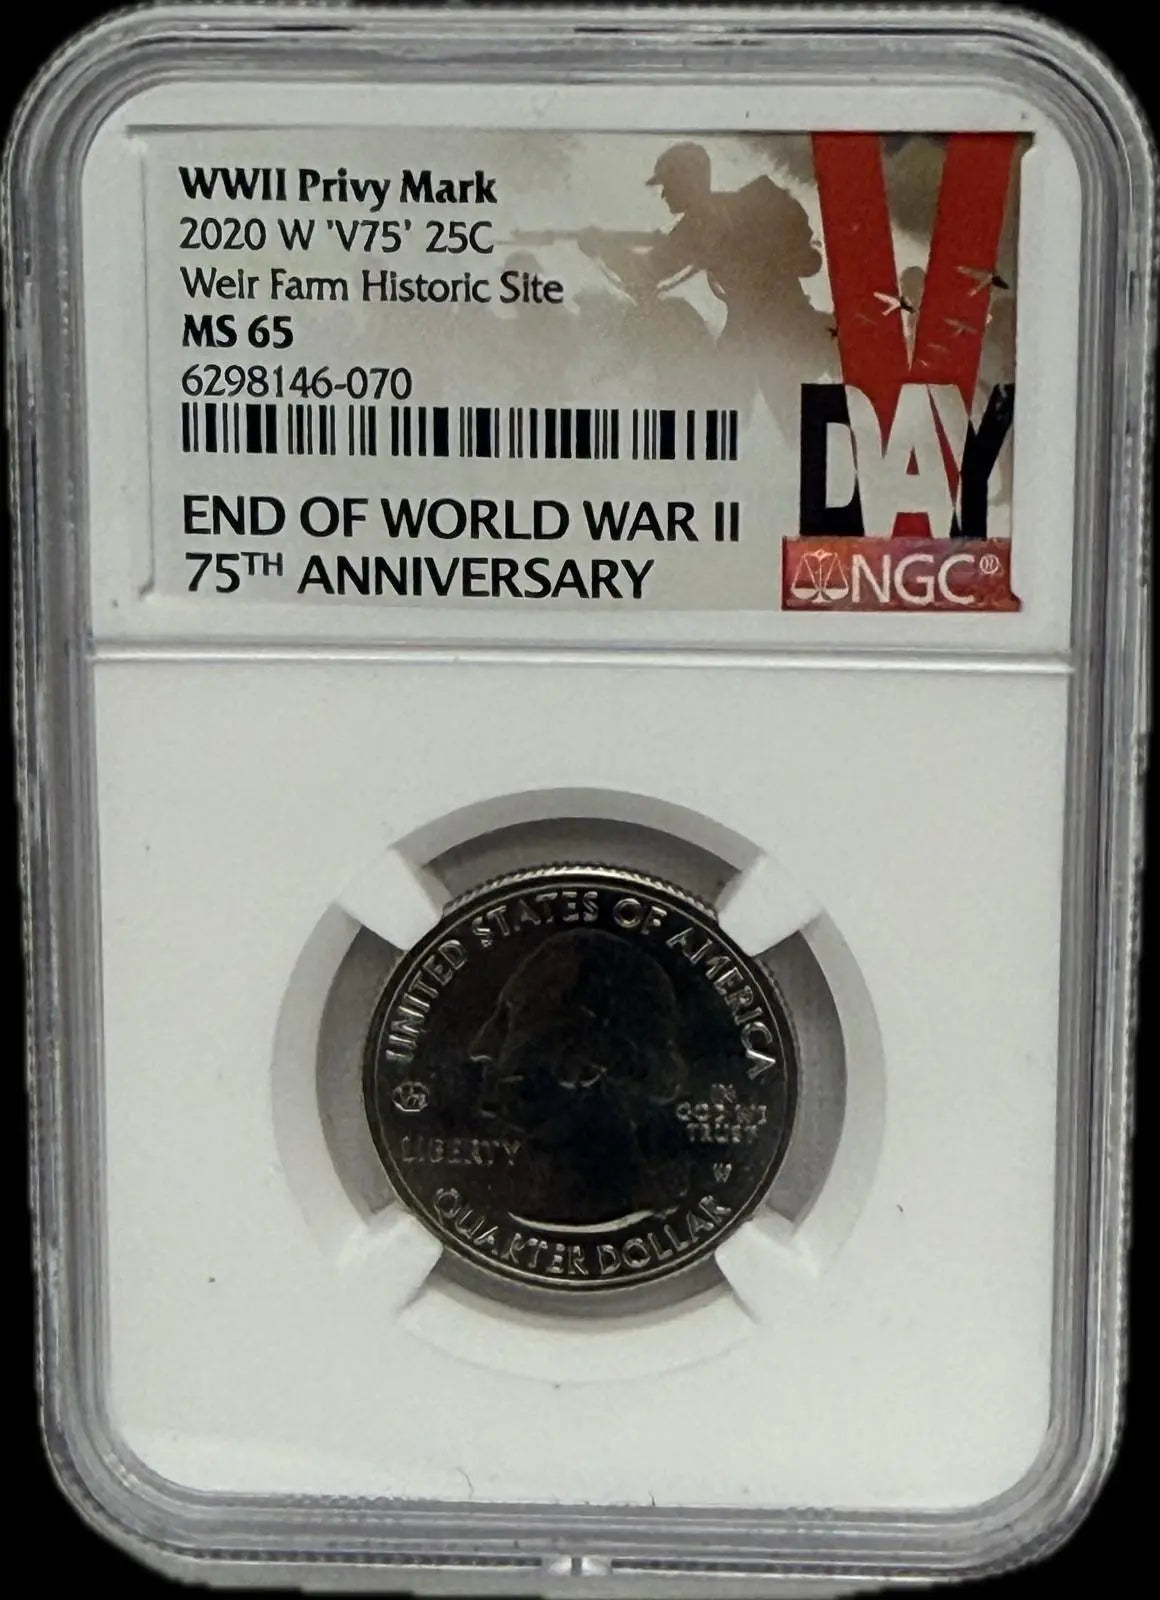 WWII Privy Mark
2020 W 'V75' 25C
Weir Farm Historic Site
MS 65
6298146-070
END OF WORLD WAR II
75TH ANNIVERSARY
V
DAY
NGC®
UNITED STATES OF AMERICA
IN
GOD WE
TRUST
LIBERTY
W
QUARTER DOLLAR